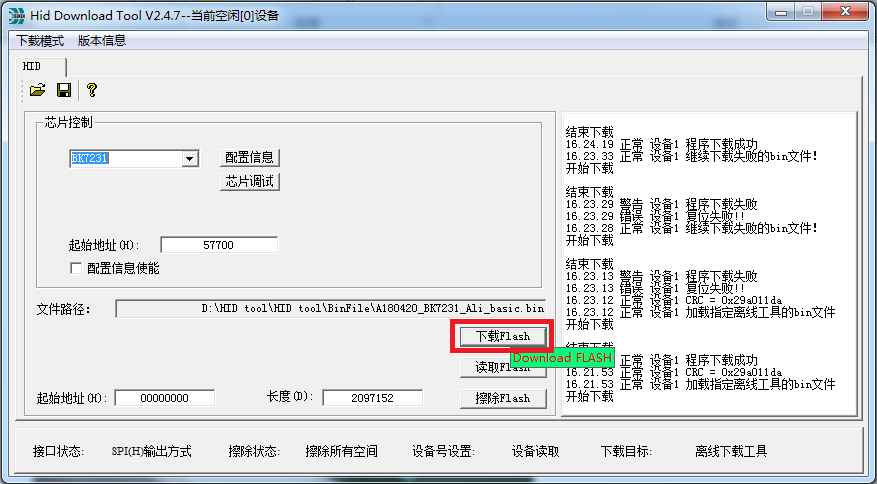 Hid Download Tool V2.4.7--当前空闲[0]设备
下载模式 版本信息
HID
芯片控制
BK7231
配置信息
芯片调试
起始地址(H): 57700
配置信息使能
文件路径: D:\HID tool\HID tool\BinFile\A180420_BK7231_Ali_basic.bin
下载Flash
Download FLASH
读取Flash
起始地址(H): 00000000 长度(D): 2097152
擦除Flash
结束下载
16.24.19 正常 设备1 程序下载成功
16.23.33 正常 设备1 继续下载失败的bin文件!
开始下载
结束下载
16.23.29 警告 设备1 程序下载失败
16.23.29 错误 设备1 复位失败!!
16.23.28 正常 设备1 继续下载失败的bin文件!
开始下载
结束下载
16.23.13 警告 设备1 程序下载失败
16.23.13 错误 设备1 复位失败!!
16.23.12 正常 设备1 CRC = 0x29a011da
16.23.12 正常 设备1 加载指定离线工具的bin文件
开始下载
结束下载
正常 设备1 程序下载成功
16.21.53 正常 设备1 CRC = 0x29a011da
16.21.53 正常 设备1 加载指定离线工具的bin文件
开始下载
接口状态: SPI(H)输出方式 擦除状态: 擦除所有空间 设备号设置: 设备读取 下载目标: 离线下载工具